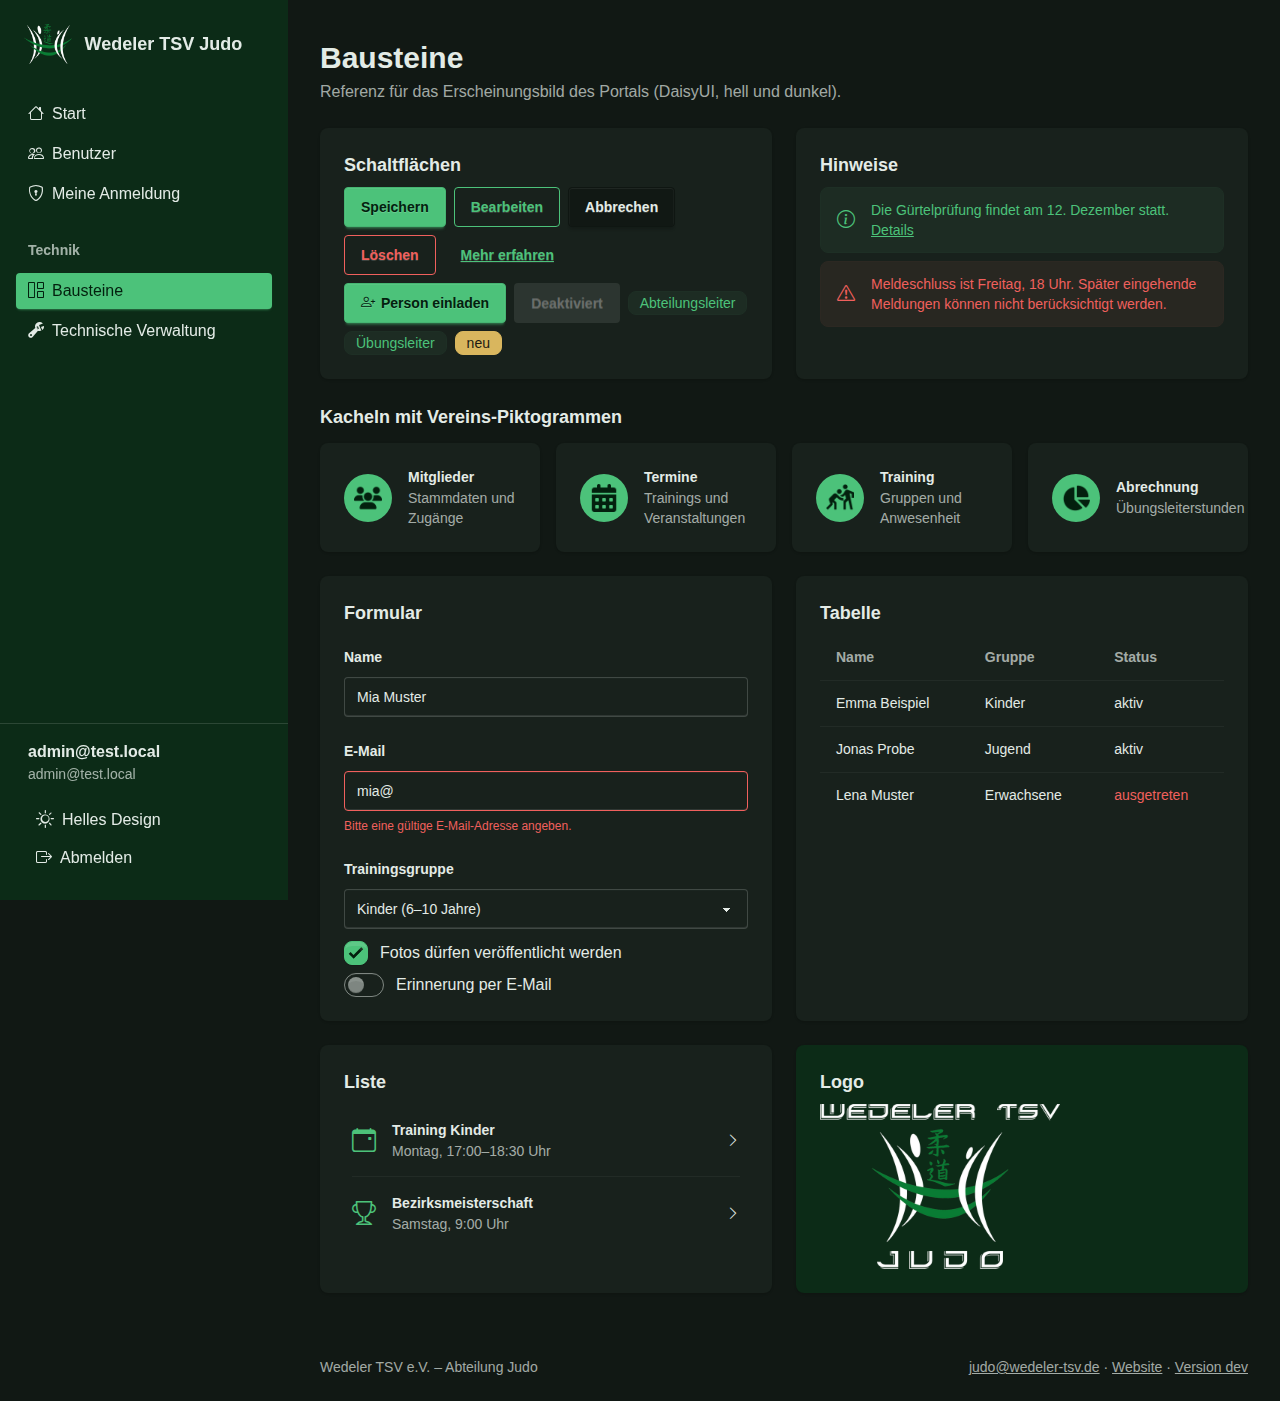 Wedeler TSV Judo
Start
Benutzer
Meine Anmeldung
Technik
Bausteine
Technische Verwaltung
admin@test.local
admin@test.local
Helles Design
Abmelden
Bausteine
Referenz für das Erscheinungsbild des Portals (DaisyUI, hell und dunkel).
Schaltflächen
Speichern
Bearbeiten
Abbrechen
Löschen
Mehr erfahren
Person einladen
Deaktiviert
Abteilungsleiter
Übungsleiter
neu
Hinweise
Die Gürtelprüfung findet am 12. Dezember statt.
Details
Meldeschluss ist Freitag, 18 Uhr. Später eingehende
Meldungen können nicht berücksichtigt werden.
Kacheln mit Vereins-Piktogrammen
Mitglieder
Stammdaten und
Zugänge
Termine
Trainings und
Veranstaltungen
Training
Gruppen und
Anwesenheit
Abrechnung
Übungsleiterstunden
Formular
Name
Mia Muster
E-Mail
mia@
Bitte eine gültige E-Mail-Adresse angeben.
Trainingsgruppe
Kinder (6–10 Jahre)
Fotos dürfen veröffentlicht werden
Erinnerung per E-Mail
Tabelle
Name Gruppe Status
Emma Beispiel Kinder aktiv
Jonas Probe Jugend aktiv
Lena Muster Erwachsene ausgetreten
Liste
Training Kinder
Montag, 17:00–18:30 Uhr
Bezirksmeisterschaft
Samstag, 9:00 Uhr
Logo
WEDELER TSV
柔
道
JUDO
Wedeler TSV e.V. – Abteilung Judo
judo@wedeler-tsv.de · Website · Version dev